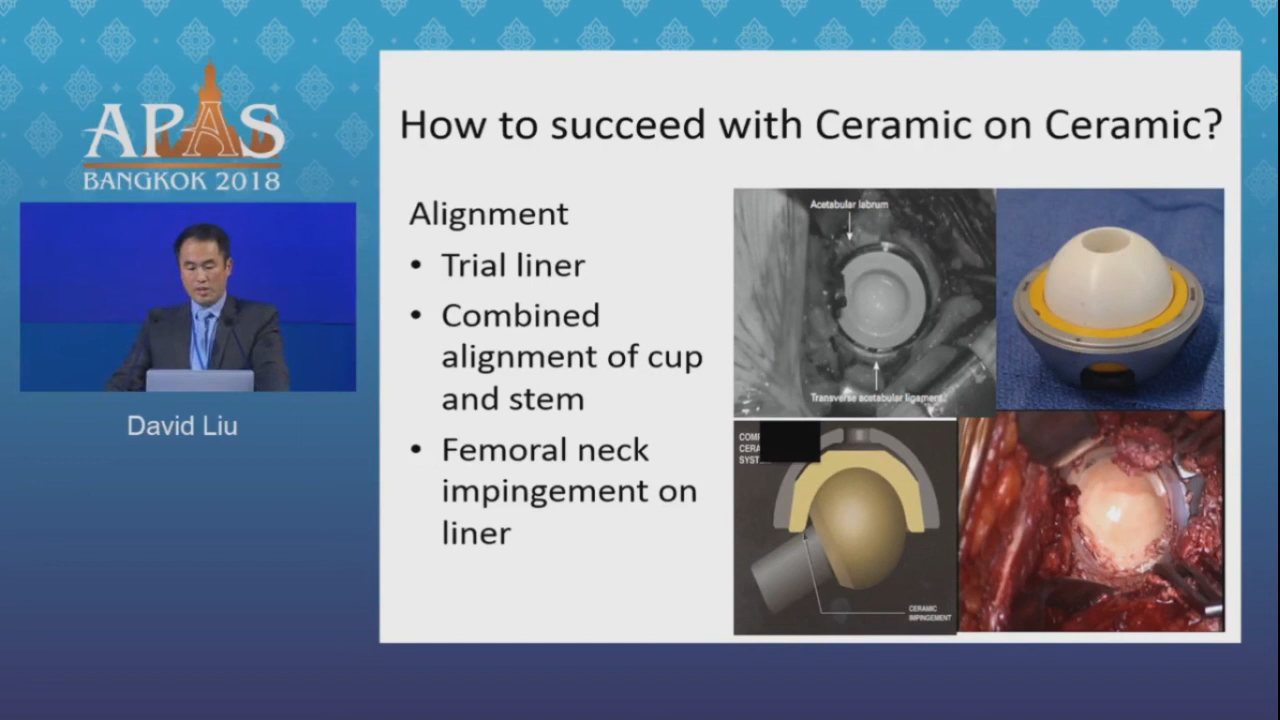 APAS
BANGKOK 2018
David Liu
How to succeed with Ceramic on Ceramic?
Alignment
• Trial liner
• Combined
alignment of cup
and stem
• Femoral neck
impingement on
liner
Acetabular labrum
Transverse acetabular ligament
CERAMIC
IMPINGEMENT